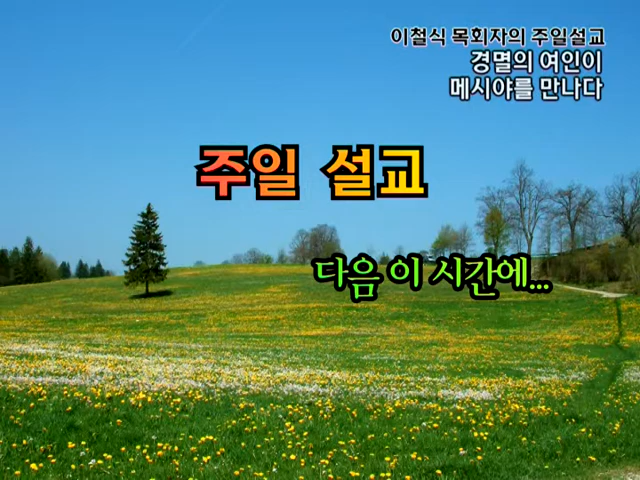 이철식 목회자의 주일설교
경멸의 여인이
메시야를 만나다
주일 설교
다음 이 시간에...